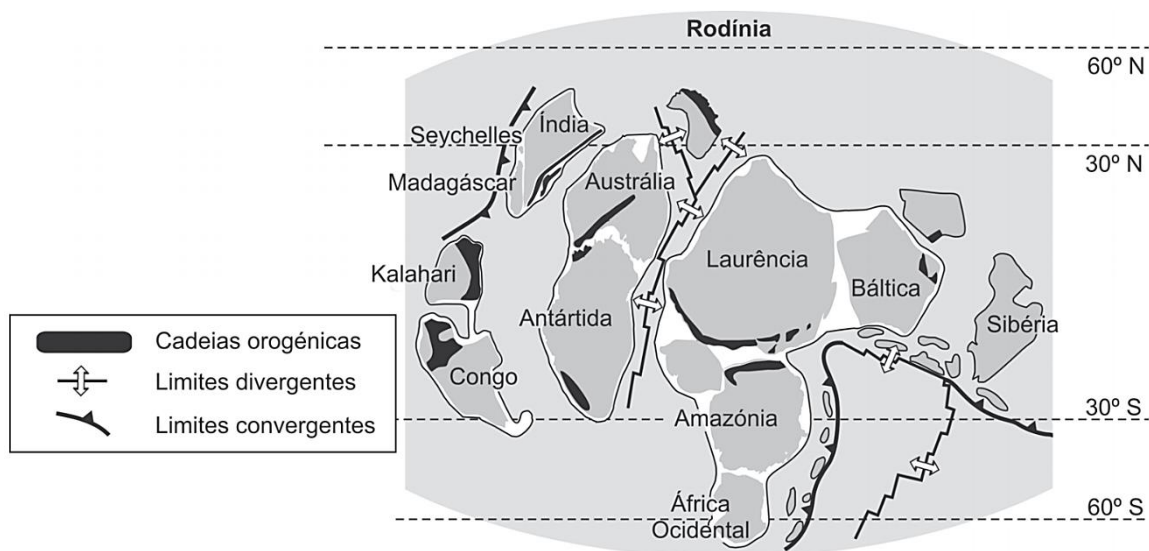 Rodínia
60º N
Seychelles
Índia
30º N
Madagáscar
Austrália
Kalahari
Laurência
Báltica
Sibéria
Antártida
Congo
Cadeias orogénicas
Limites divergentes
Limites convergentes
30º S
Amazónia
África
Ocidental
60º S